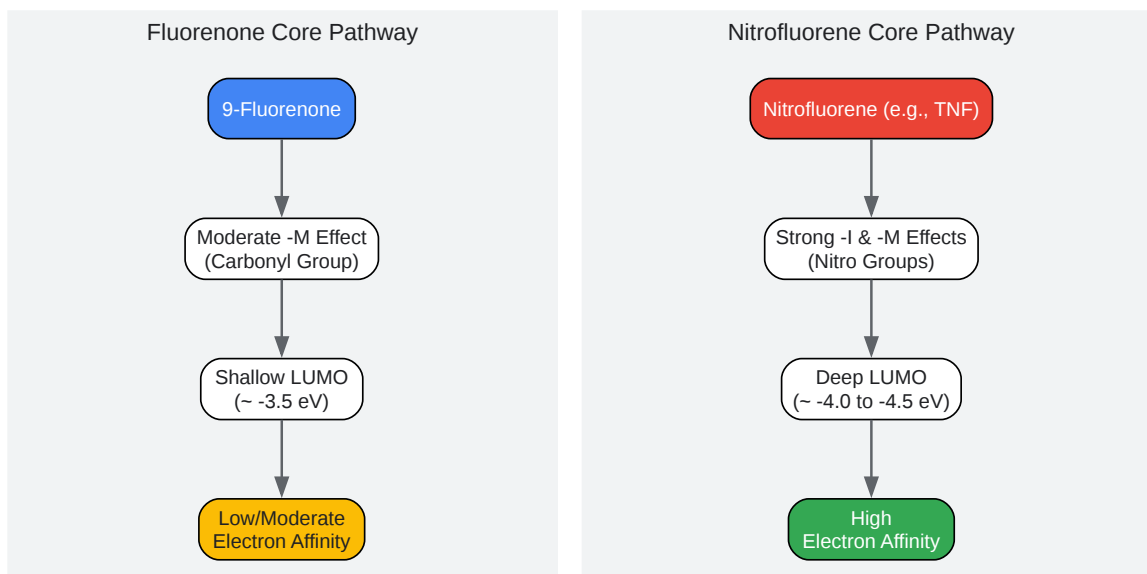 Fluorenone Core Pathway
9-Fluorenone
Moderate -M Effect
(Carbonyl Group)
Shallow LUMO
(~ -3.5 eV)
Low/Moderate
Electron Affinity
Nitrofluorene Core Pathway
Nitrofluorene (e.g., TNF)
Strong -I & -M Effects
(Nitro Groups)
Deep LUMO
(~ -4.0 to -4.5 eV)
High
Electron Affinity